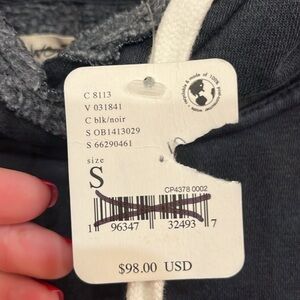 C 8113
V 031841
C blk/noir
S OB1413029
S 66290461
size
S
CP4378 0002
1 96347 32493 7
$98.00 USD